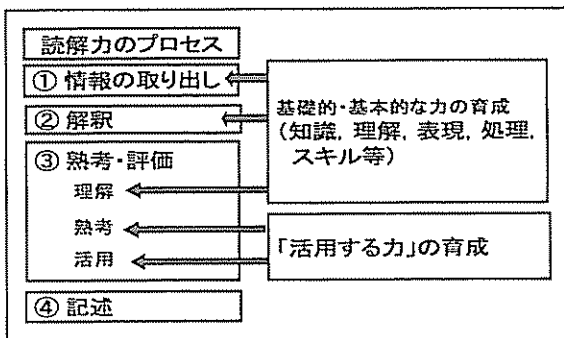 読解力のプロセス
①情報の取り出し
②解釈
③熟考・評価
理解
熟考
活用
④記述
基礎的・基本的な力の育成
(知識，理解，表現，処理，
スキル等)
「活用する力」の育成